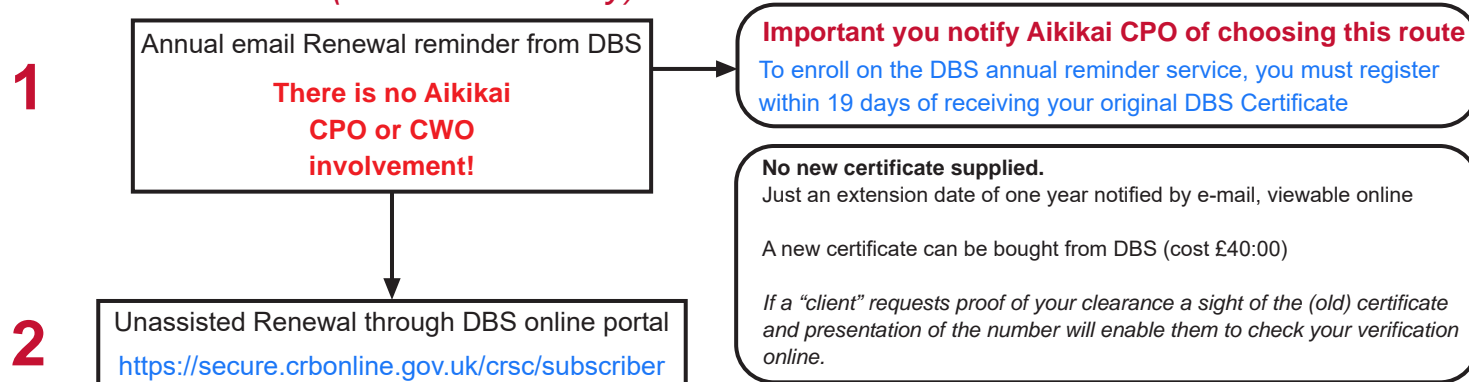 1
Annual email Renewal reminder from DBS
There is no Aikikai
CPO or CWO
involvement!
Important you notify Aikikai CPO of choosing this route
To enroll on the DBS annual reminder service, you must register
within 19 days of receiving your original DBS Certificate
No new certificate supplied.
Just an extension date of one year notified by e-mail, viewable online
A new certificate can be bought from DBS (cost £40:00)
If a “client” requests proof of your clearance a sight of the (old) certificate
and presentation of the number will enable them to check your verification
online.
2
Unassisted Renewal through DBS online portal
https://secure.crbonline.gov.uk/crsc/subscriber